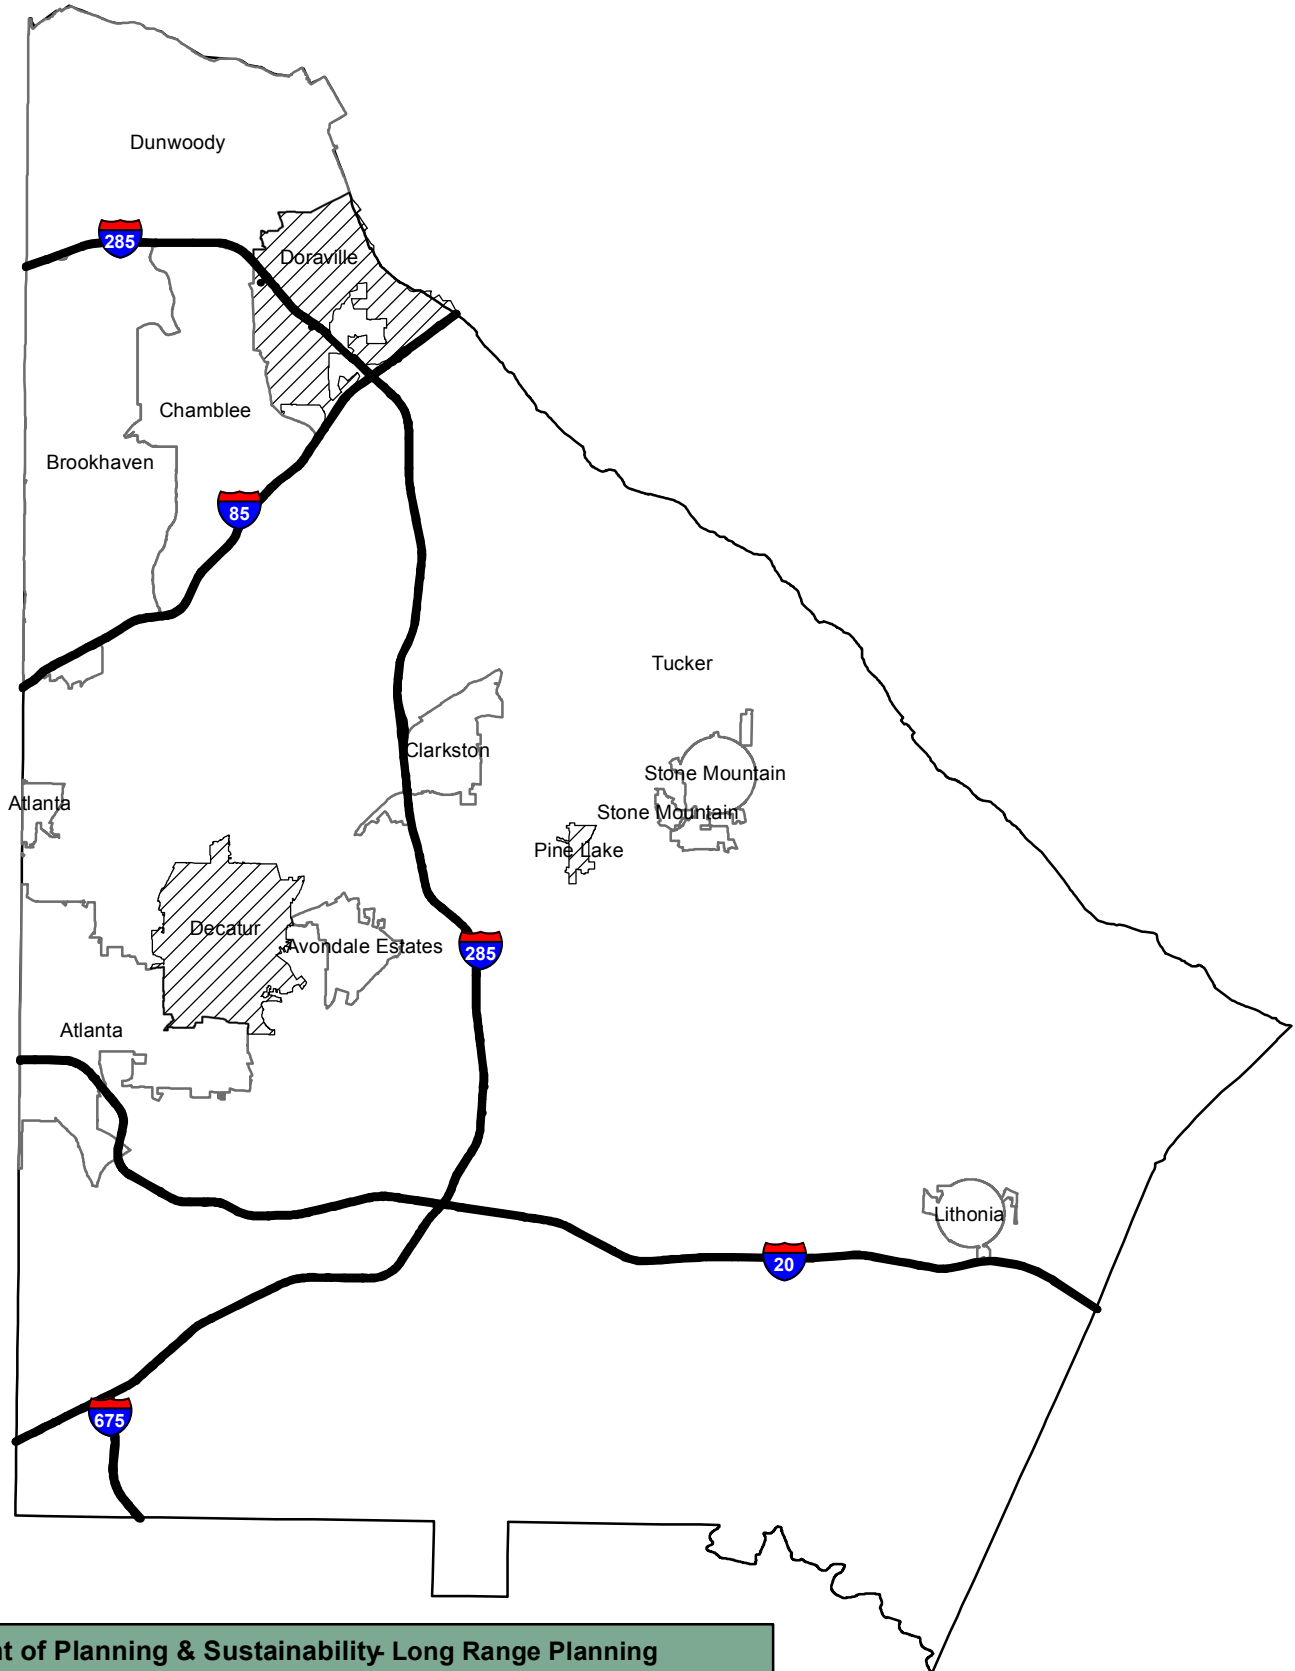 Dunwoody
285
Doraville
Chamblee
Brookhaven
85
Tucker
Clarkston
Stone Mountain
Atlanta
Stone Mountain
Pine Lake
Decatur
Avondale Estates
285
Atlanta
Lithonia
20
675
of Planning & Sustainability- Long Range Planning